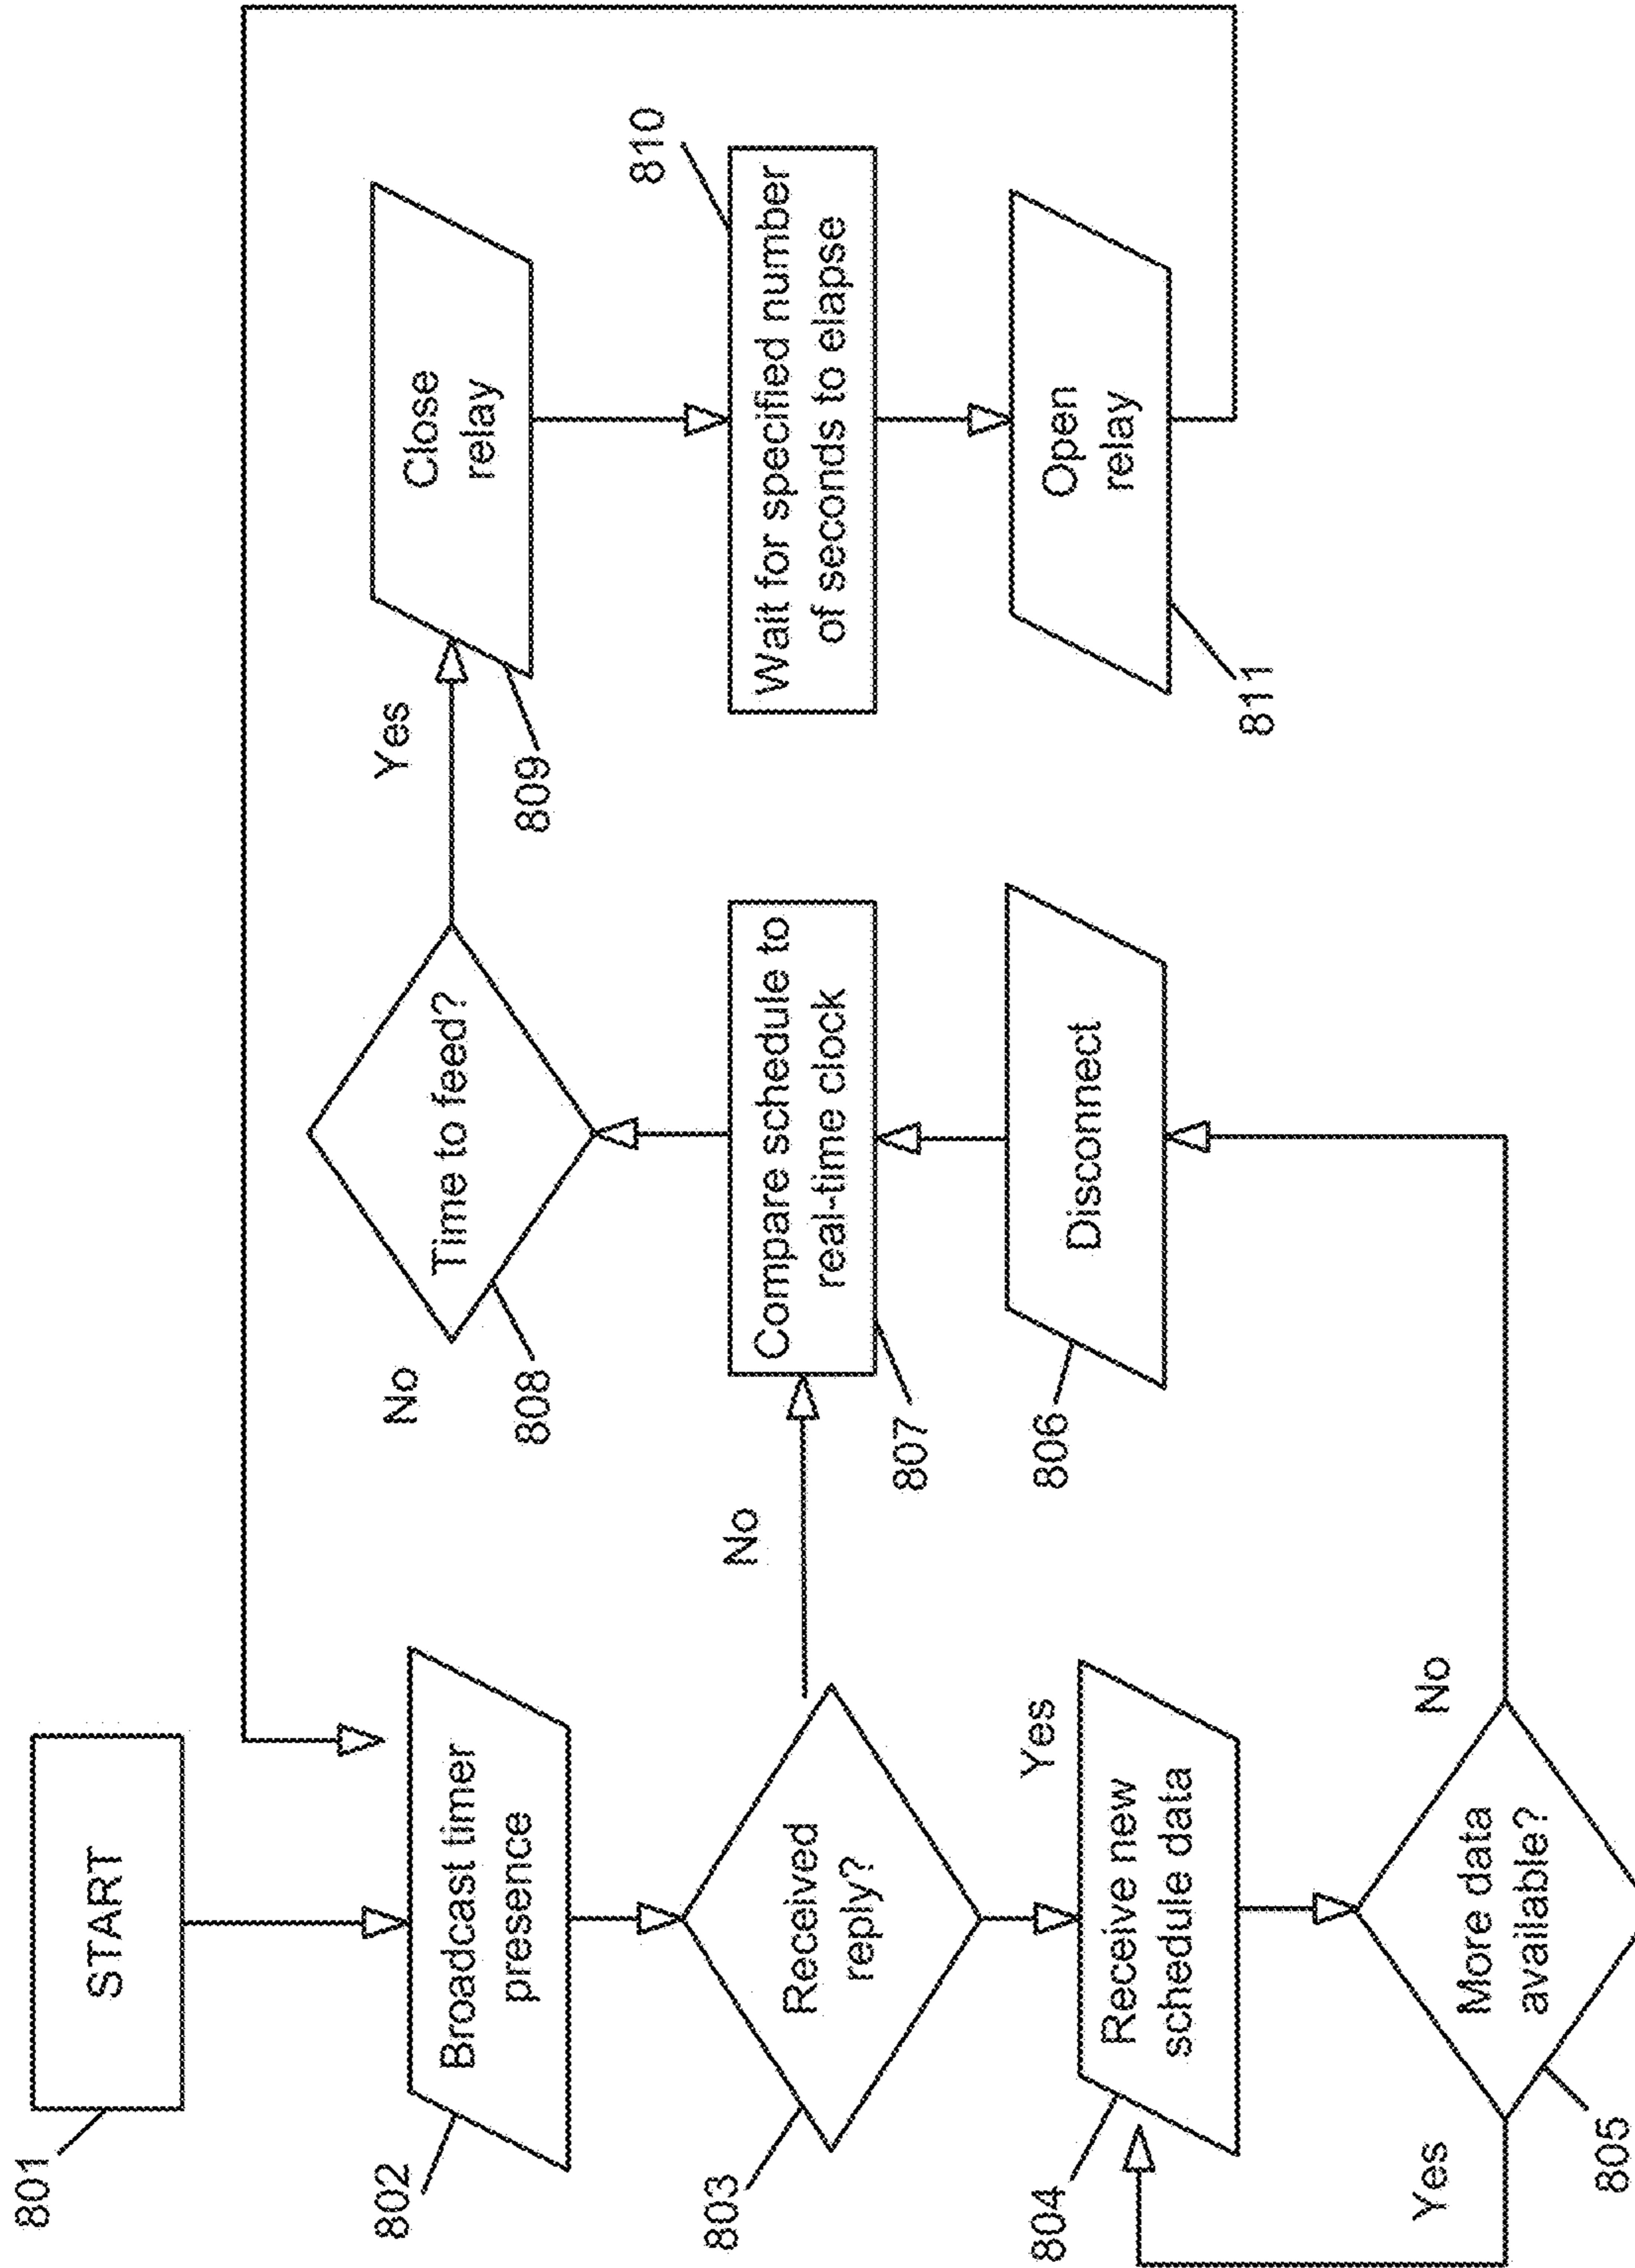 801
START
802
Broadcast timer
presence
803
Received
reply?
No
Yes
804
Receive new
schedule data
805
More data
available?
Yes
No
806
Disconnect
807
Compare schedule to
real-time clock
808
Time to feed?
No
Yes
809
Close
relay
810
Wait for specified number
of seconds to elapse
811
Open
relay